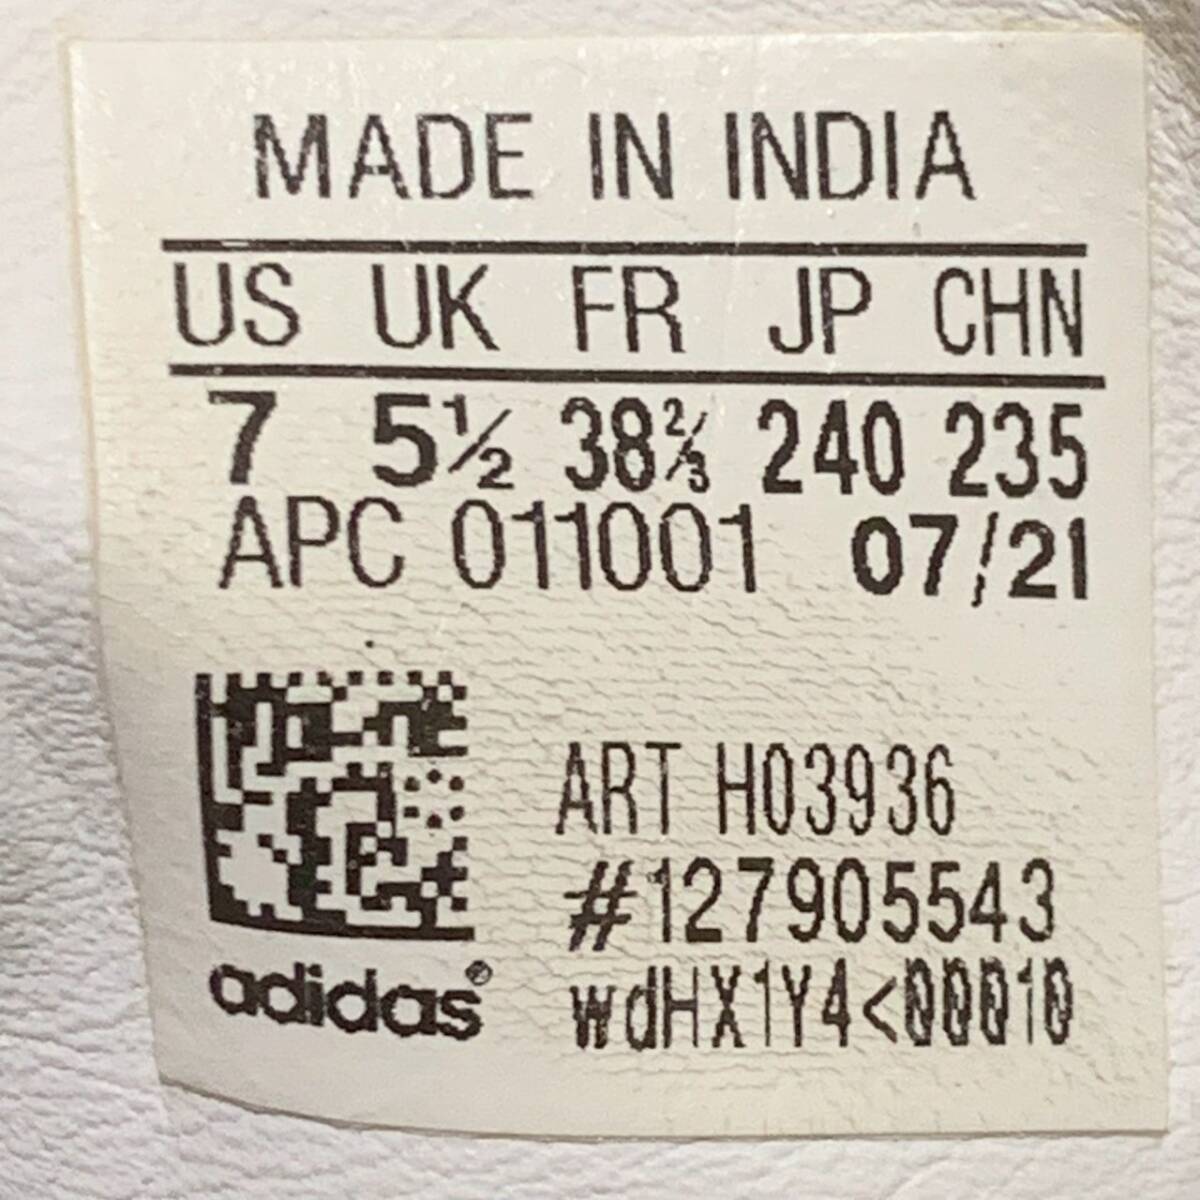 MADE IN INDIA
US UK FR JP CHN
7 5½ 38⅔ 240 235
APC 011001 07/21
ART H03936
#127905543
wdHX1Y4<00010
adidas®